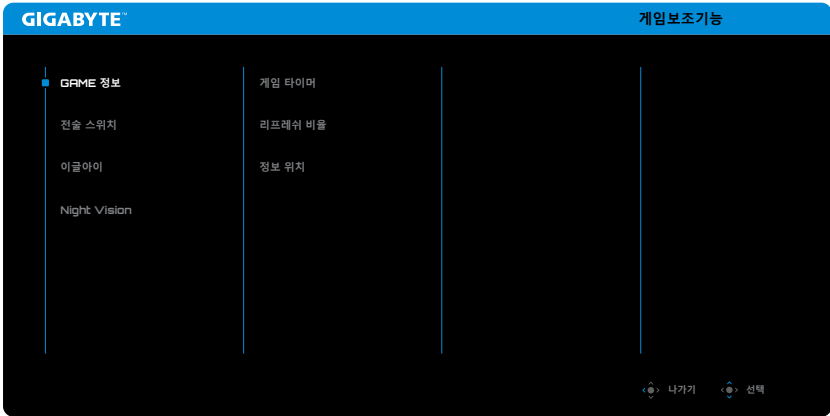 GIGABYTE™
게임보조기능
GAME 정보
게임 타이머
전술 스위치
리프레쉬 비율
이글아이
정보 위치
Night Vision
나가기
선택